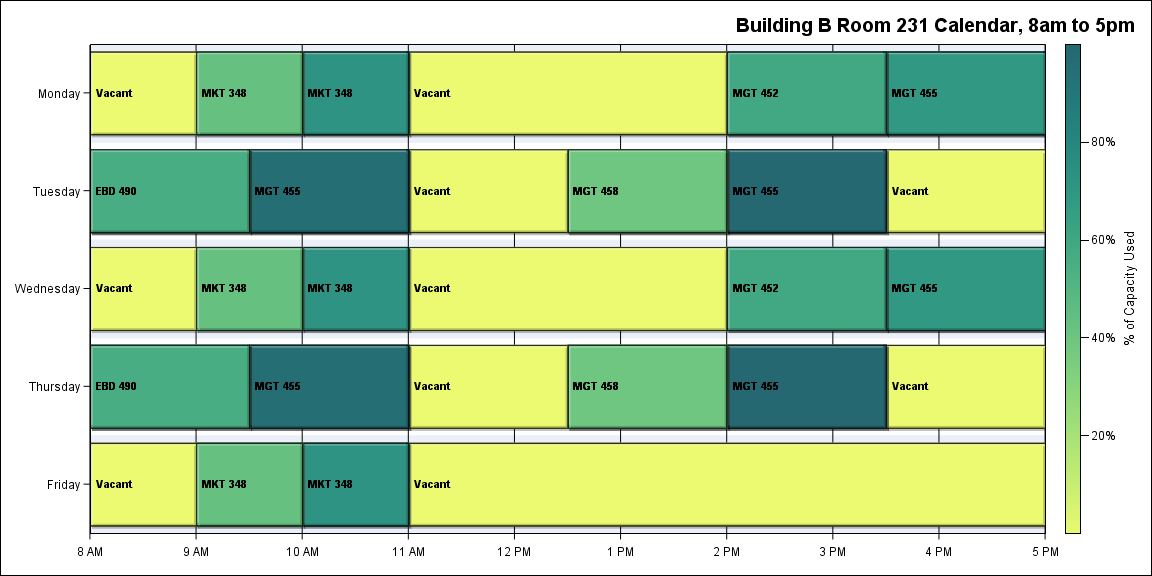 Building B Room 231 Calendar, 8am to 5pm
Monday
Vacant
MKT 348
MKT 348
Vacant
MGT 452
MGT 455
Tuesday
EBD 490
MGT 455
Vacant
MGT 458
MGT 455
Vacant
Wednesday
Vacant
MKT 348
MKT 348
Vacant
MGT 452
MGT 455
Thursday
EBD 490
MGT 455
Vacant
MGT 458
MGT 455
Vacant
Friday
Vacant
MKT 348
MKT 348
Vacant
8 AM
9 AM
10 AM
11 AM
12 PM
1 PM
2 PM
3 PM
4 PM
5 PM
80%
60%
40%
20%
% of Capacity Used